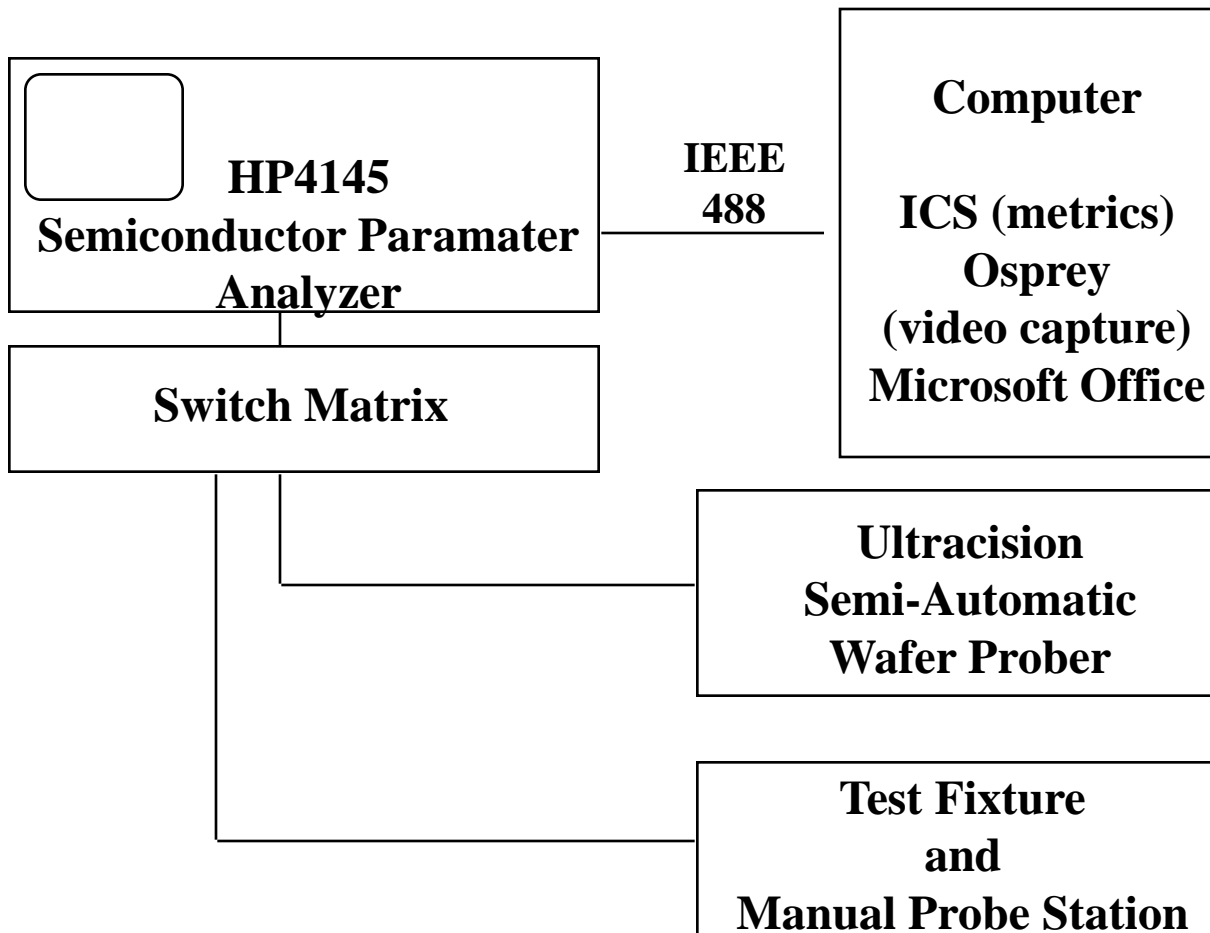 HP4145
Semiconductor Paramater
Analyzer
IEEE
488
Computer
ICS (metrics)
Osprey
(video capture)
Microsoft Office
Switch Matrix
Ultracision
Semi-Automatic
Wafer Prober
Test Fixture
and
Manual Probe Station